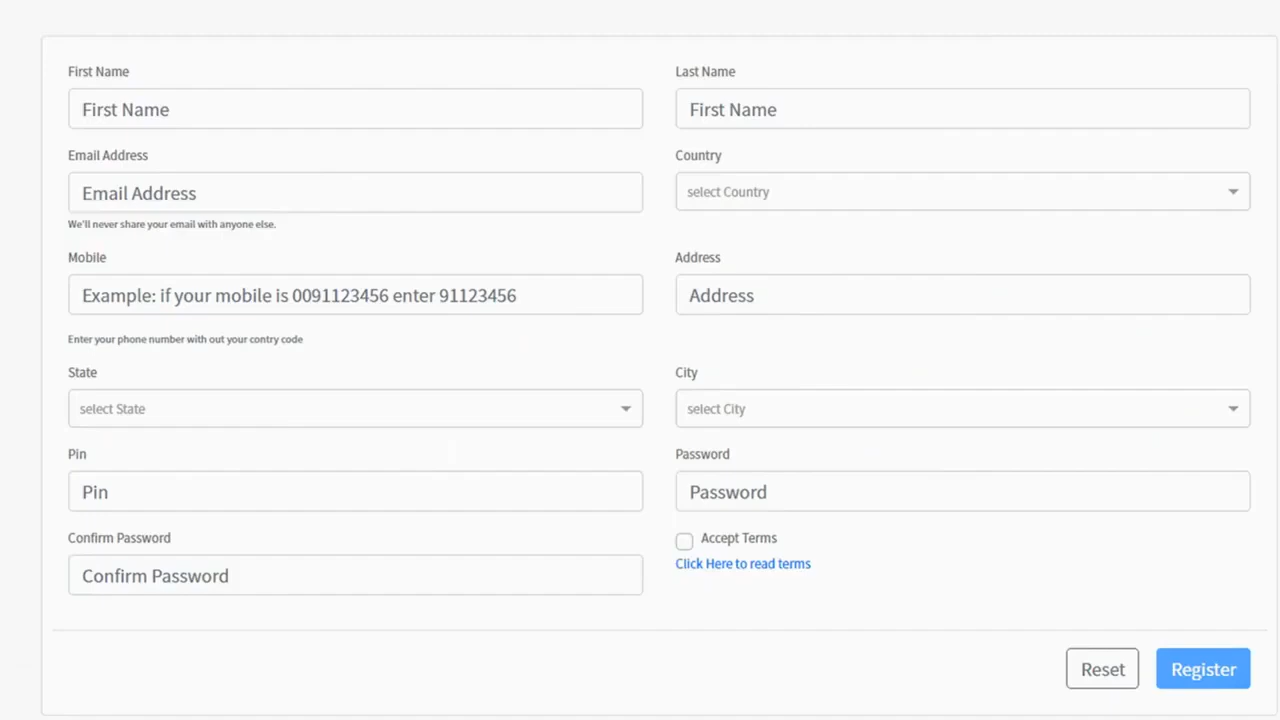 First Name
Last Name
First Name
First Name
Email Address
Country
Email Address
select Country
We'll never share your email with anyone else.
Mobile
Address
Example: if your mobile is 0091123456 enter 91123456
Address
Enter your phone number with out your contry code
State
City
select State
select City
Pin
Password
Pin
Password
Confirm Password
Accept Terms
Confirm Password
Click Here to read terms
Reset
Register